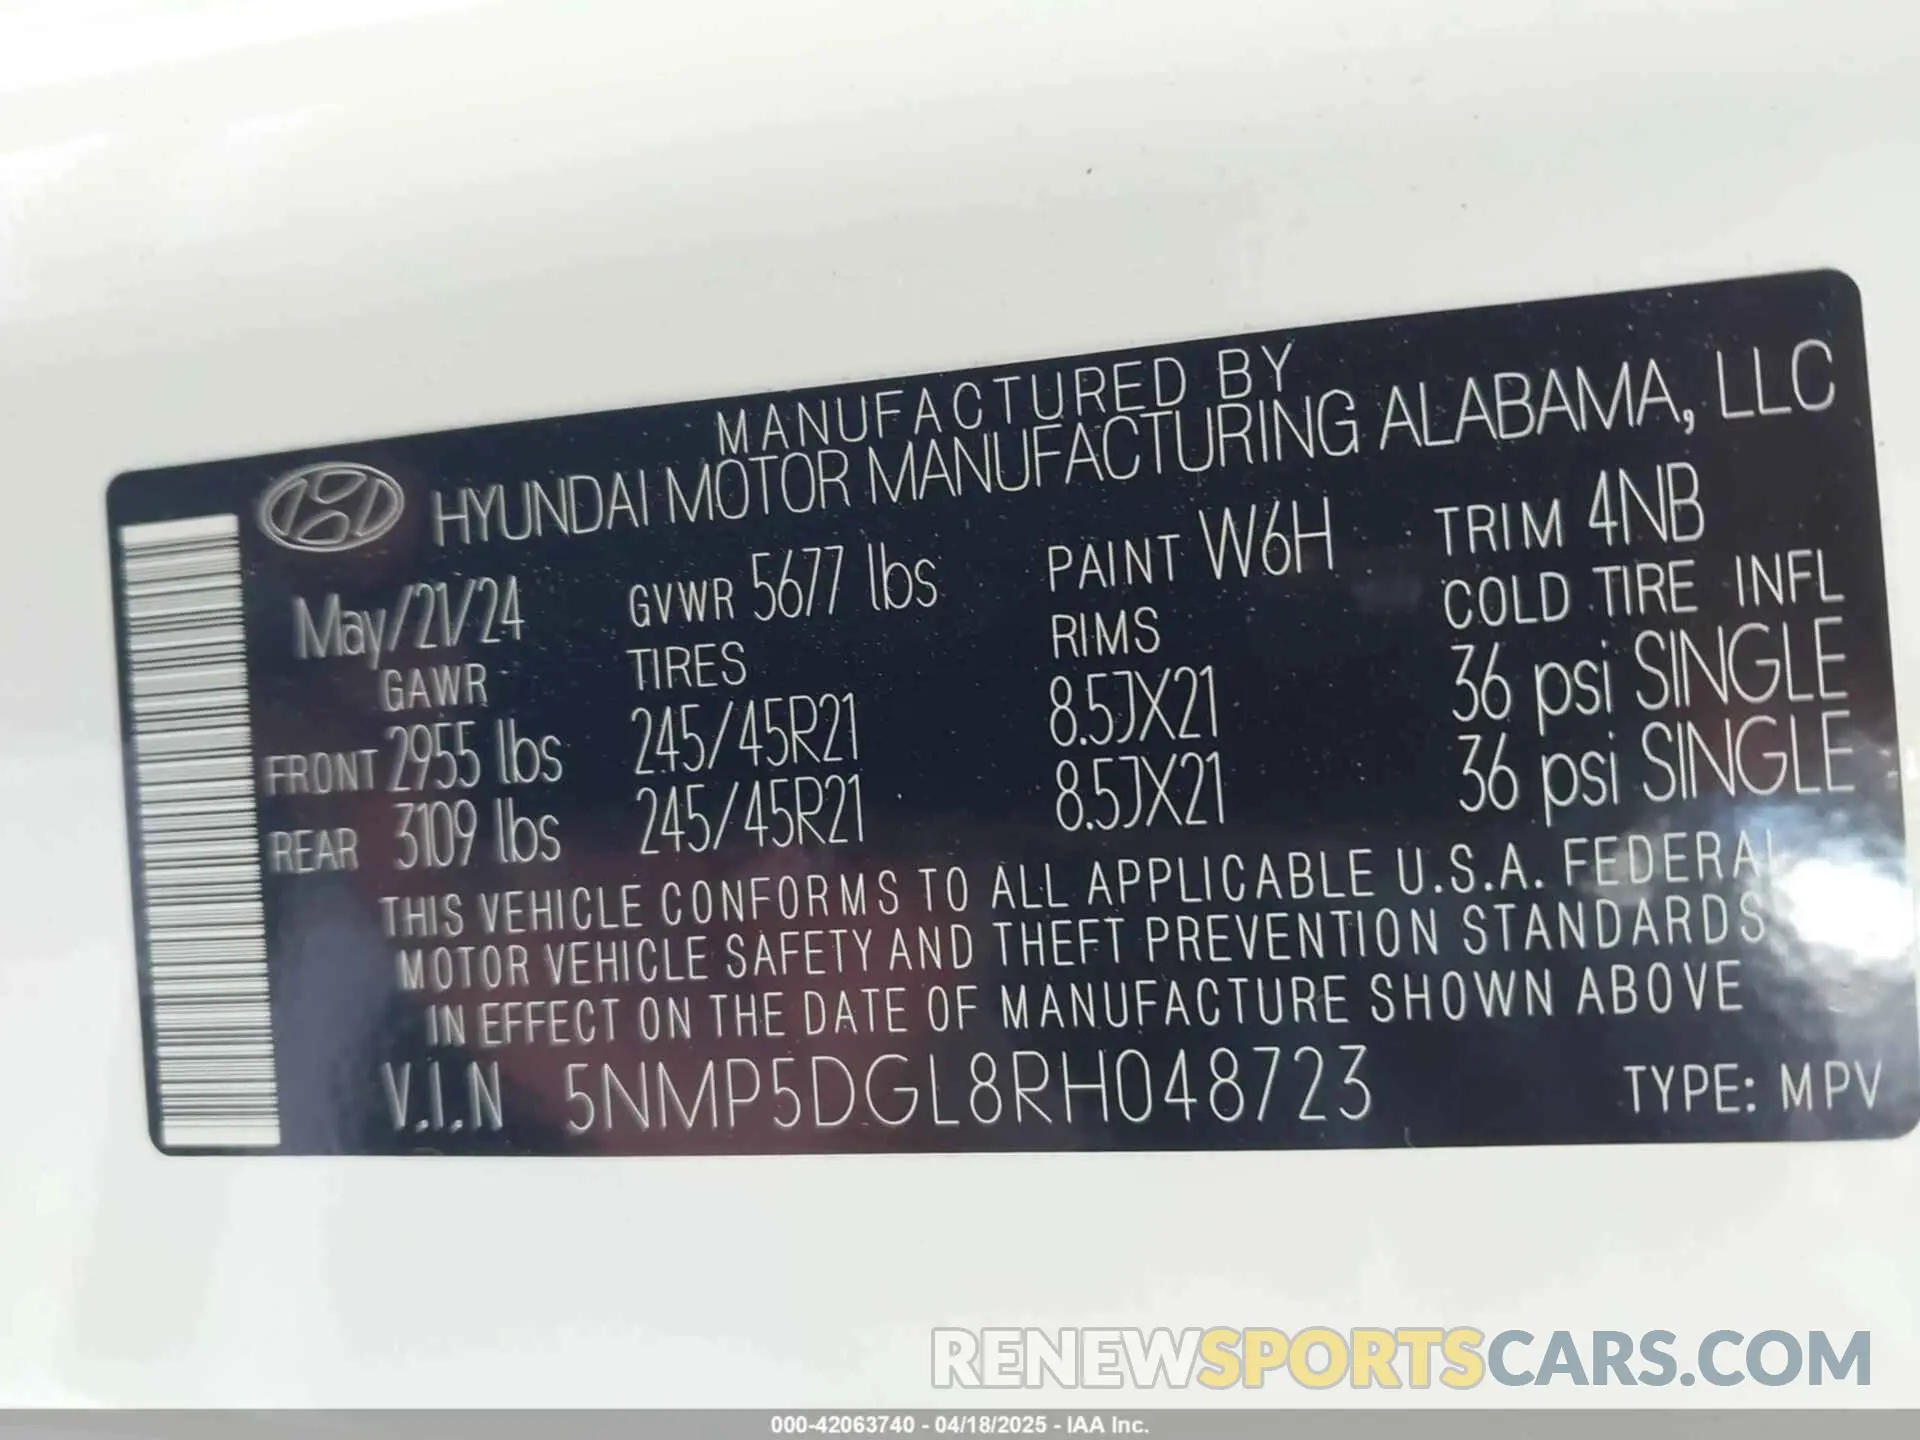 MANUFACTURED BY
HYUNDAI MOTOR MANUFACTURING ALABAMA, LLC
May/21/24 GVWR 5677 lbs PAINT W6H TRIM 4NB
GAWR TIRES RIMS COLD TIRE INFL
FRONT 2955 lbs 245/45R21 8.5JX21 36 psi SINGLE
REAR 3109 lbs 245/45R21 8.5JX21 36 psi SINGLE
THIS VEHICLE CONFORMS TO ALL APPLICABLE U.S.A. FEDERAL
MOTOR VEHICLE SAFETY AND THEFT PREVENTION STANDARDS
IN EFFECT ON THE DATE OF MANUFACTURE SHOWN ABOVE
V.I.N 5NMP5DGL8RH048723 TYPE: MPV
RENEWSPORTSCARS.COM
000-42063740 - 04/18/2025 - IAA Inc.